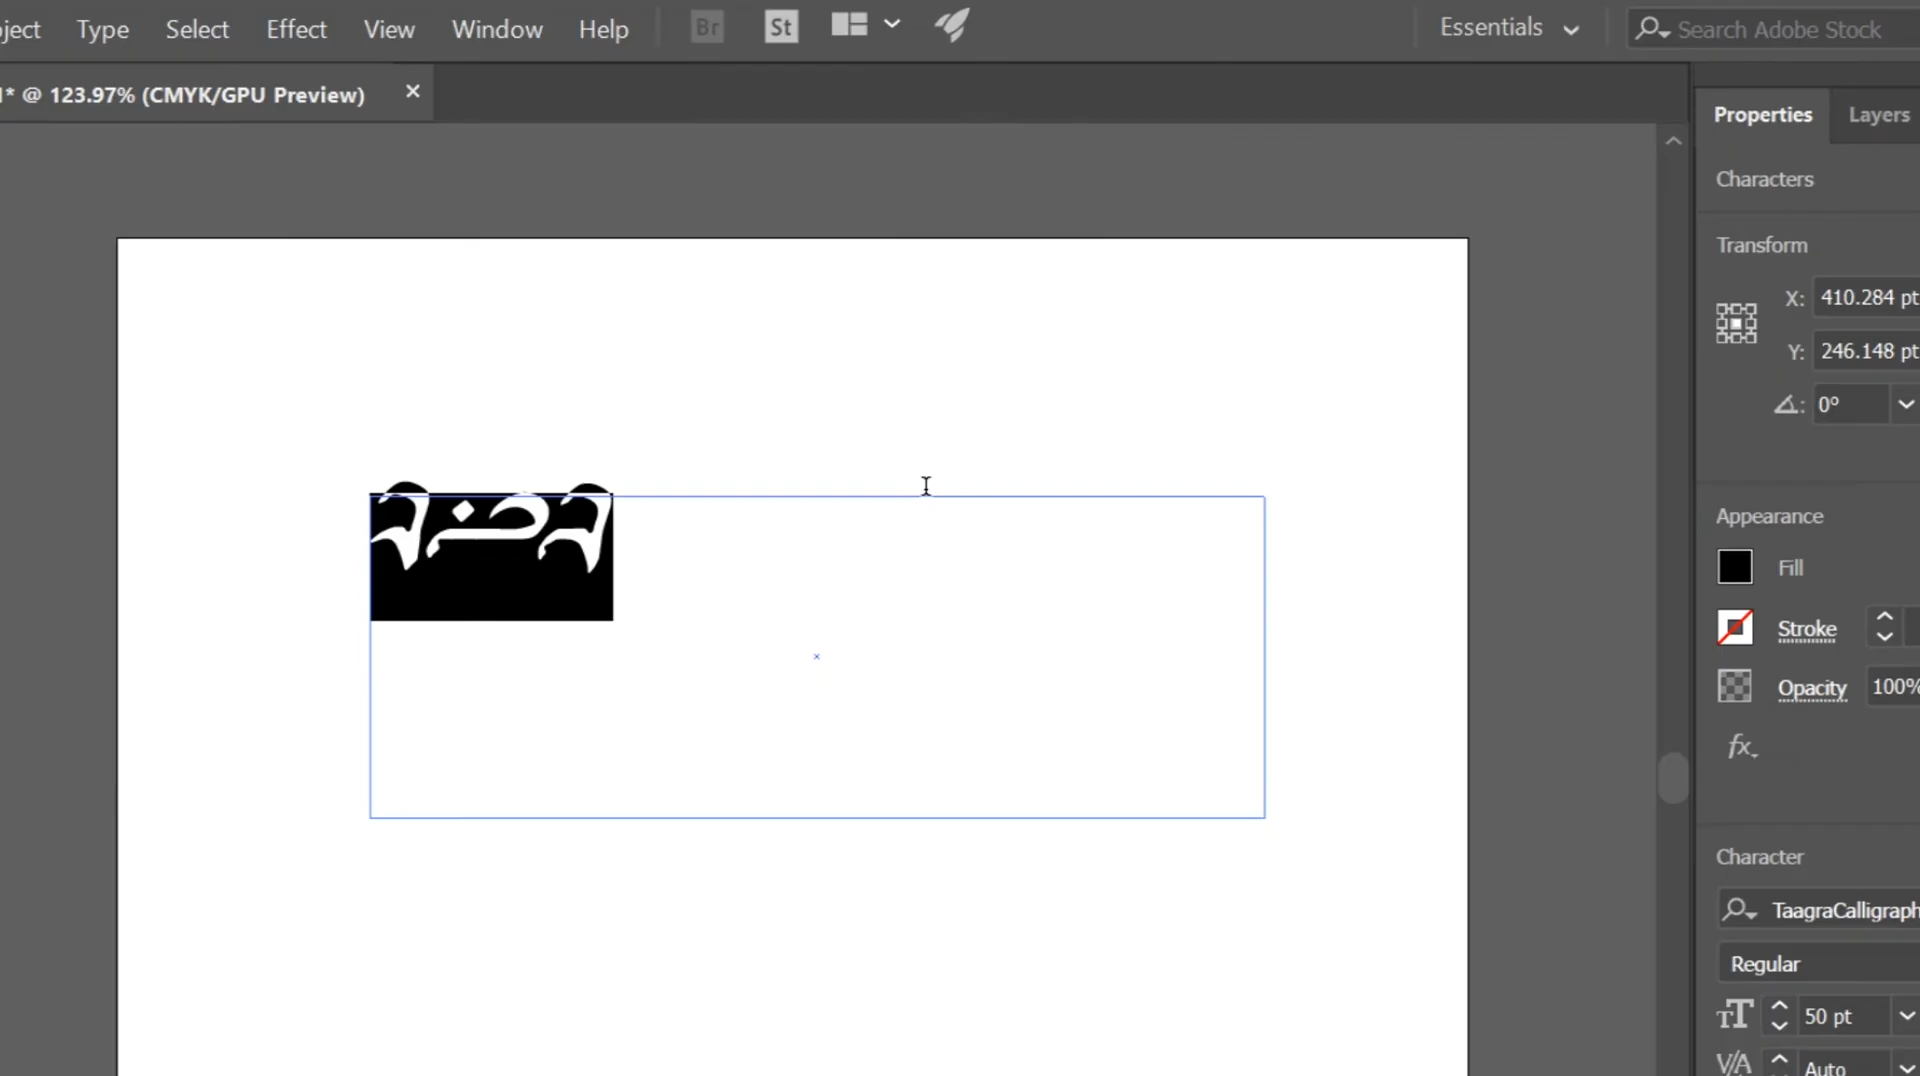 ject Type Select Effect View Window Help Br St Essentials Search Adobe Stock
l* @ 123.97% (CMYK/GPU Preview) ×
Properties Layers
Characters
Transform
X: 410.284 pt
Y: 246.148 pt
0°
Appearance
Fill
Stroke
Opacity 100%
fx
Character
TaagraCalligraph
Regular
50 pt
Auto